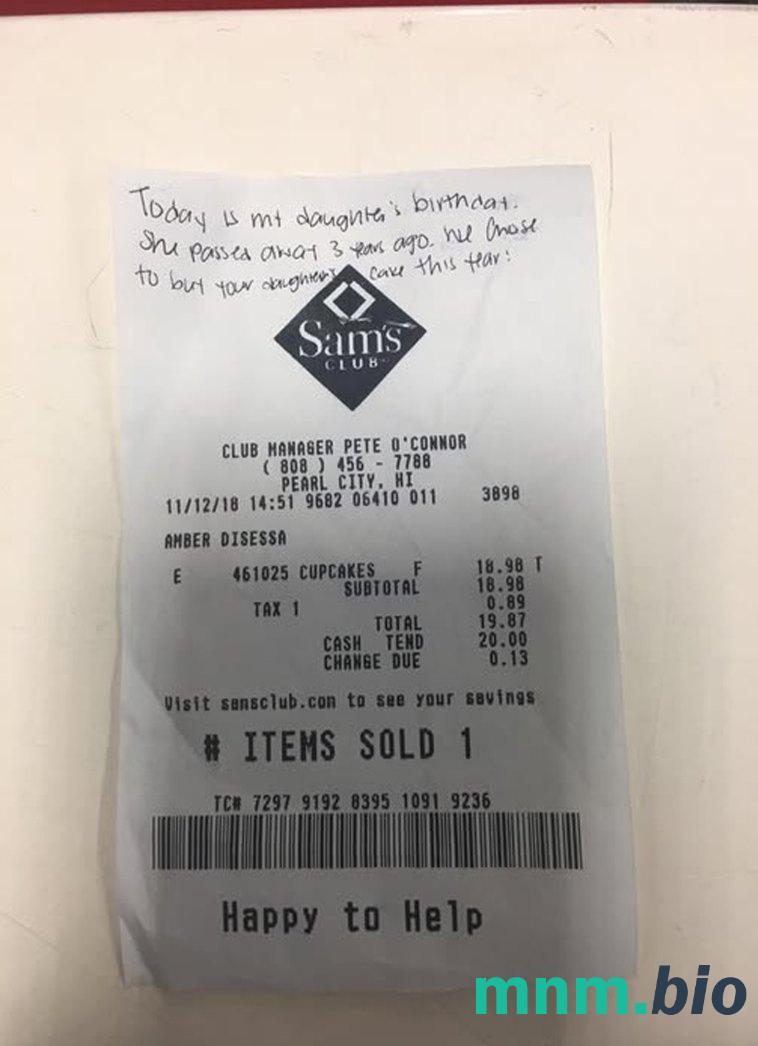 Today is my daughter's birthday.
She passed away 3 years ago. We chose
to buy your daughter's cake this year!
Sam's
CLUB
CLUB MANAGER PETE O'CONNOR
( 808 ) 456 - 7788
PEARL CITY, HI
11/12/18 14:51 9682 06410 011 3898
AMBER DISESSA
E 461025 CUPCAKES F 18.98 T
SUBTOTAL 18.98
TAX 1 0.89
TOTAL 19.87
CASH TEND 20.00
CHANGE DUE 0.13
Visit samsclub.com to see your savings
# ITEMS SOLD 1
TC# 7297 9192 8395 1091 9236
Happy to Help
mnm.bio